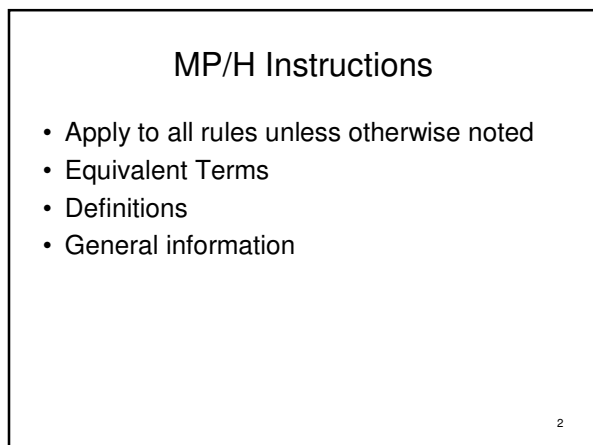 MP/H Instructions
• Apply to all rules unless otherwise noted
• Equivalent Terms
• Definitions
• General information
2